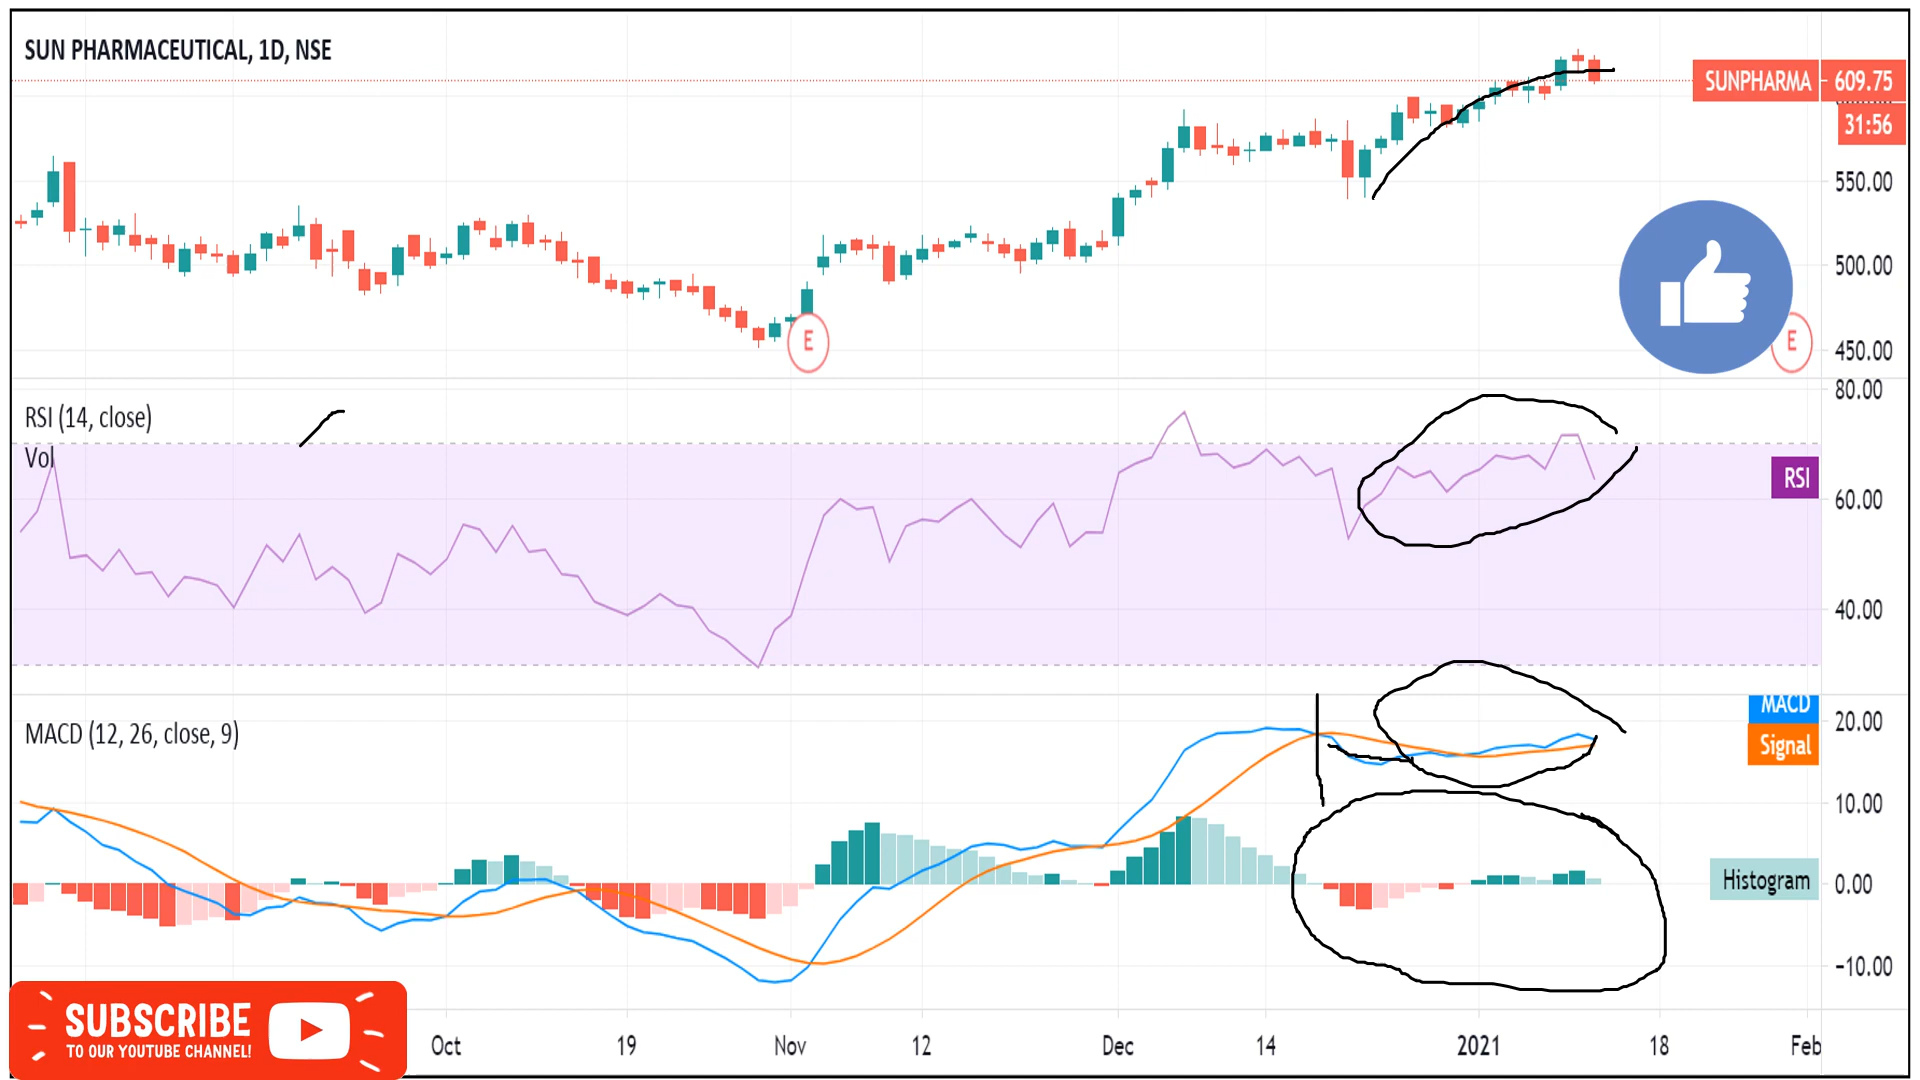 SUN PHARMACEUTICAL, 1D, NSE
SUNPHARMA 609.75
31:56
550.00
500.00
E E
450.00
80.00
RSI (14, close)
Vol
RSI
60.00
40.00
MACD
20.00
MACD (12, 26, close, 9)
Signal
10.00
Histogram 0.00
−10.00
SUBSCRIBE
TO OUR YOUTUBE CHANNEL!
Oct 19 Nov 12 Dec 14 2021 18 Feb